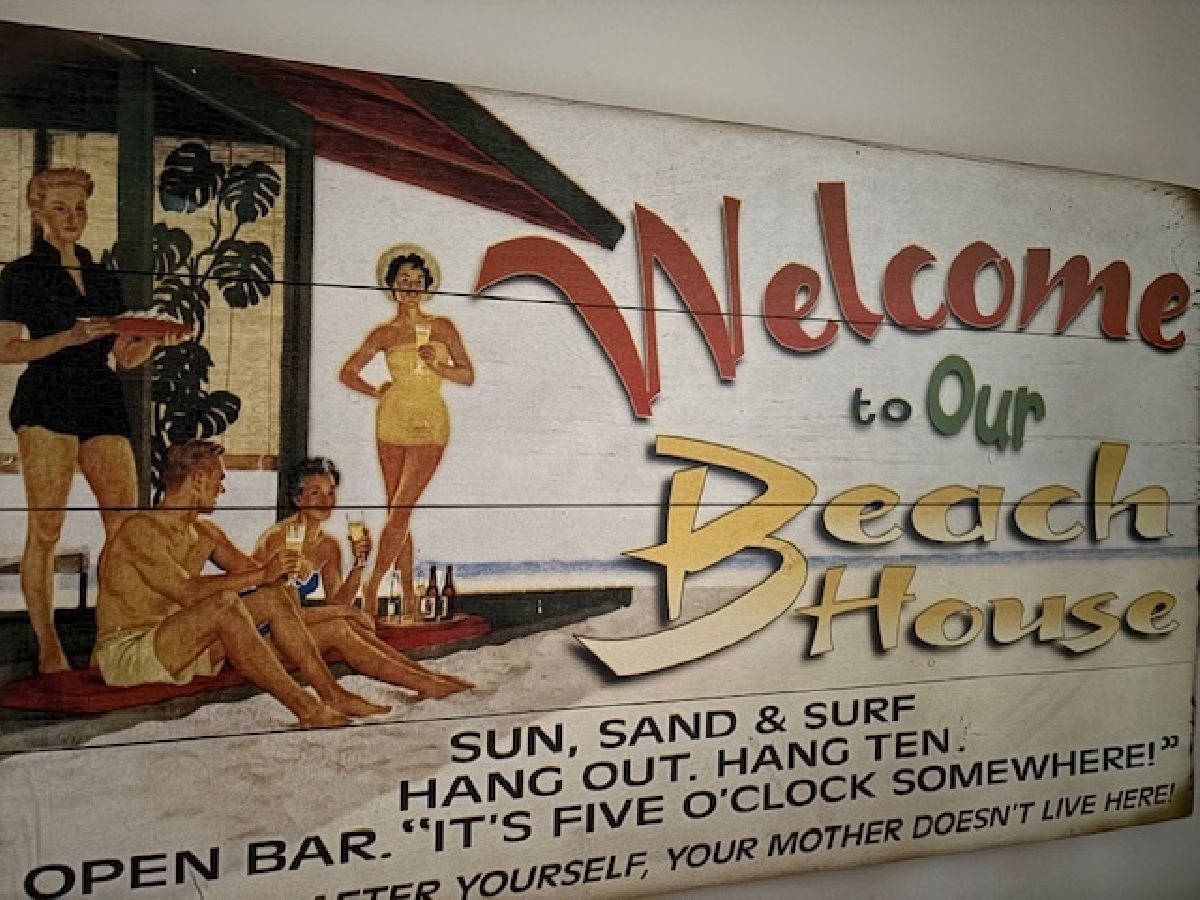 Welcome
to Our
Beach
House
SUN, SAND & SURF
HANG OUT. HANG TEN.
OPEN BAR. “IT'S FIVE O'CLOCK SOMEWHERE!”
AFTER YOURSELF, YOUR MOTHER DOESN'T LIVE HERE!